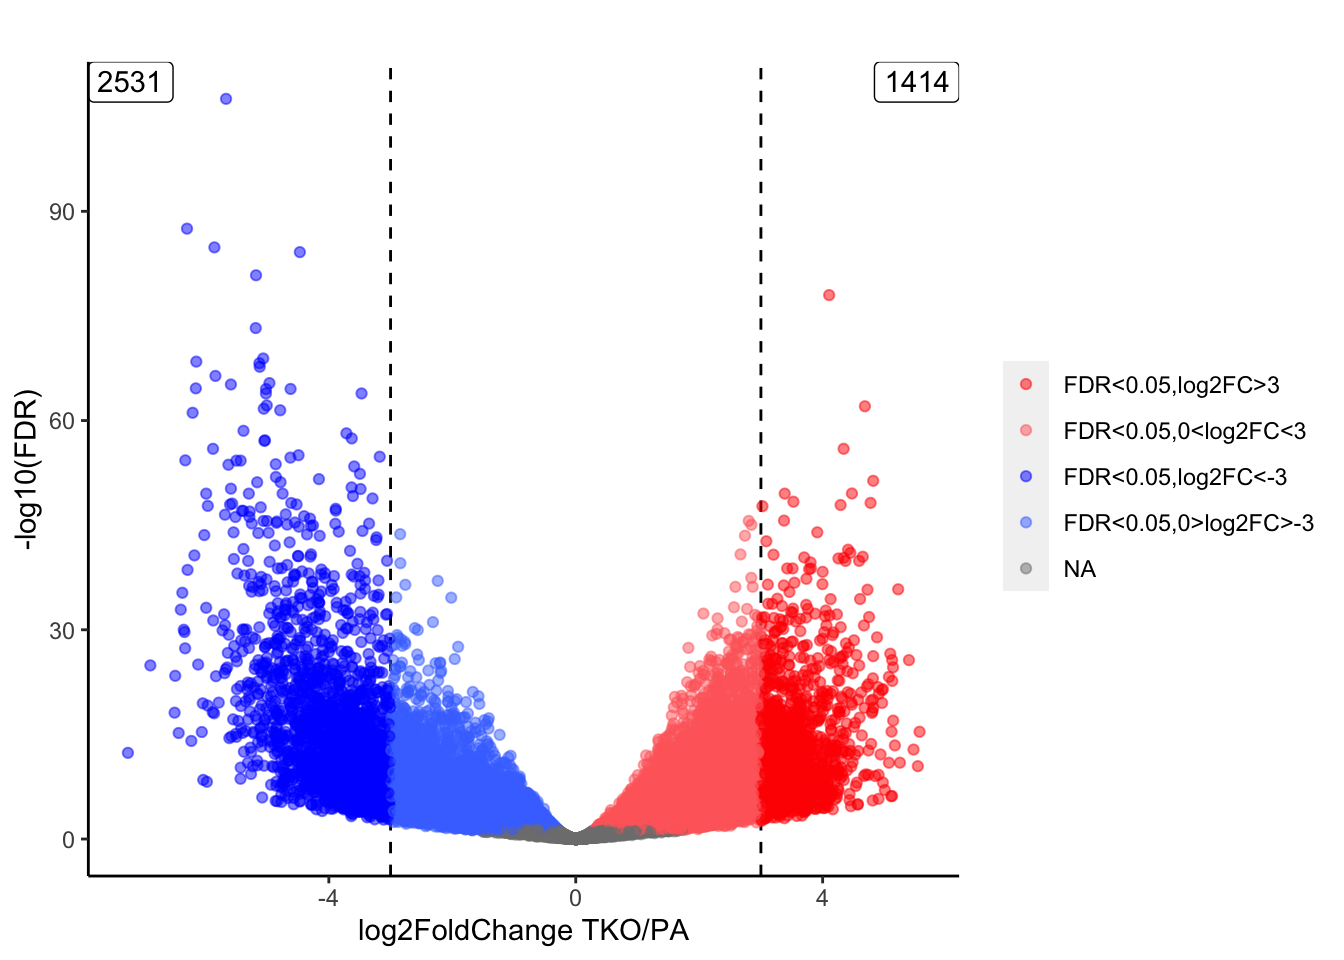 2531
1414
90
60
30
0
-log10(FDR)
-4
0
4
log2FoldChange TKO/PA
FDR<0.05,log2FC>3
FDR<0.05,0<log2FC<3
FDR<0.05,log2FC<-3
FDR<0.05,0>log2FC>-3
NA